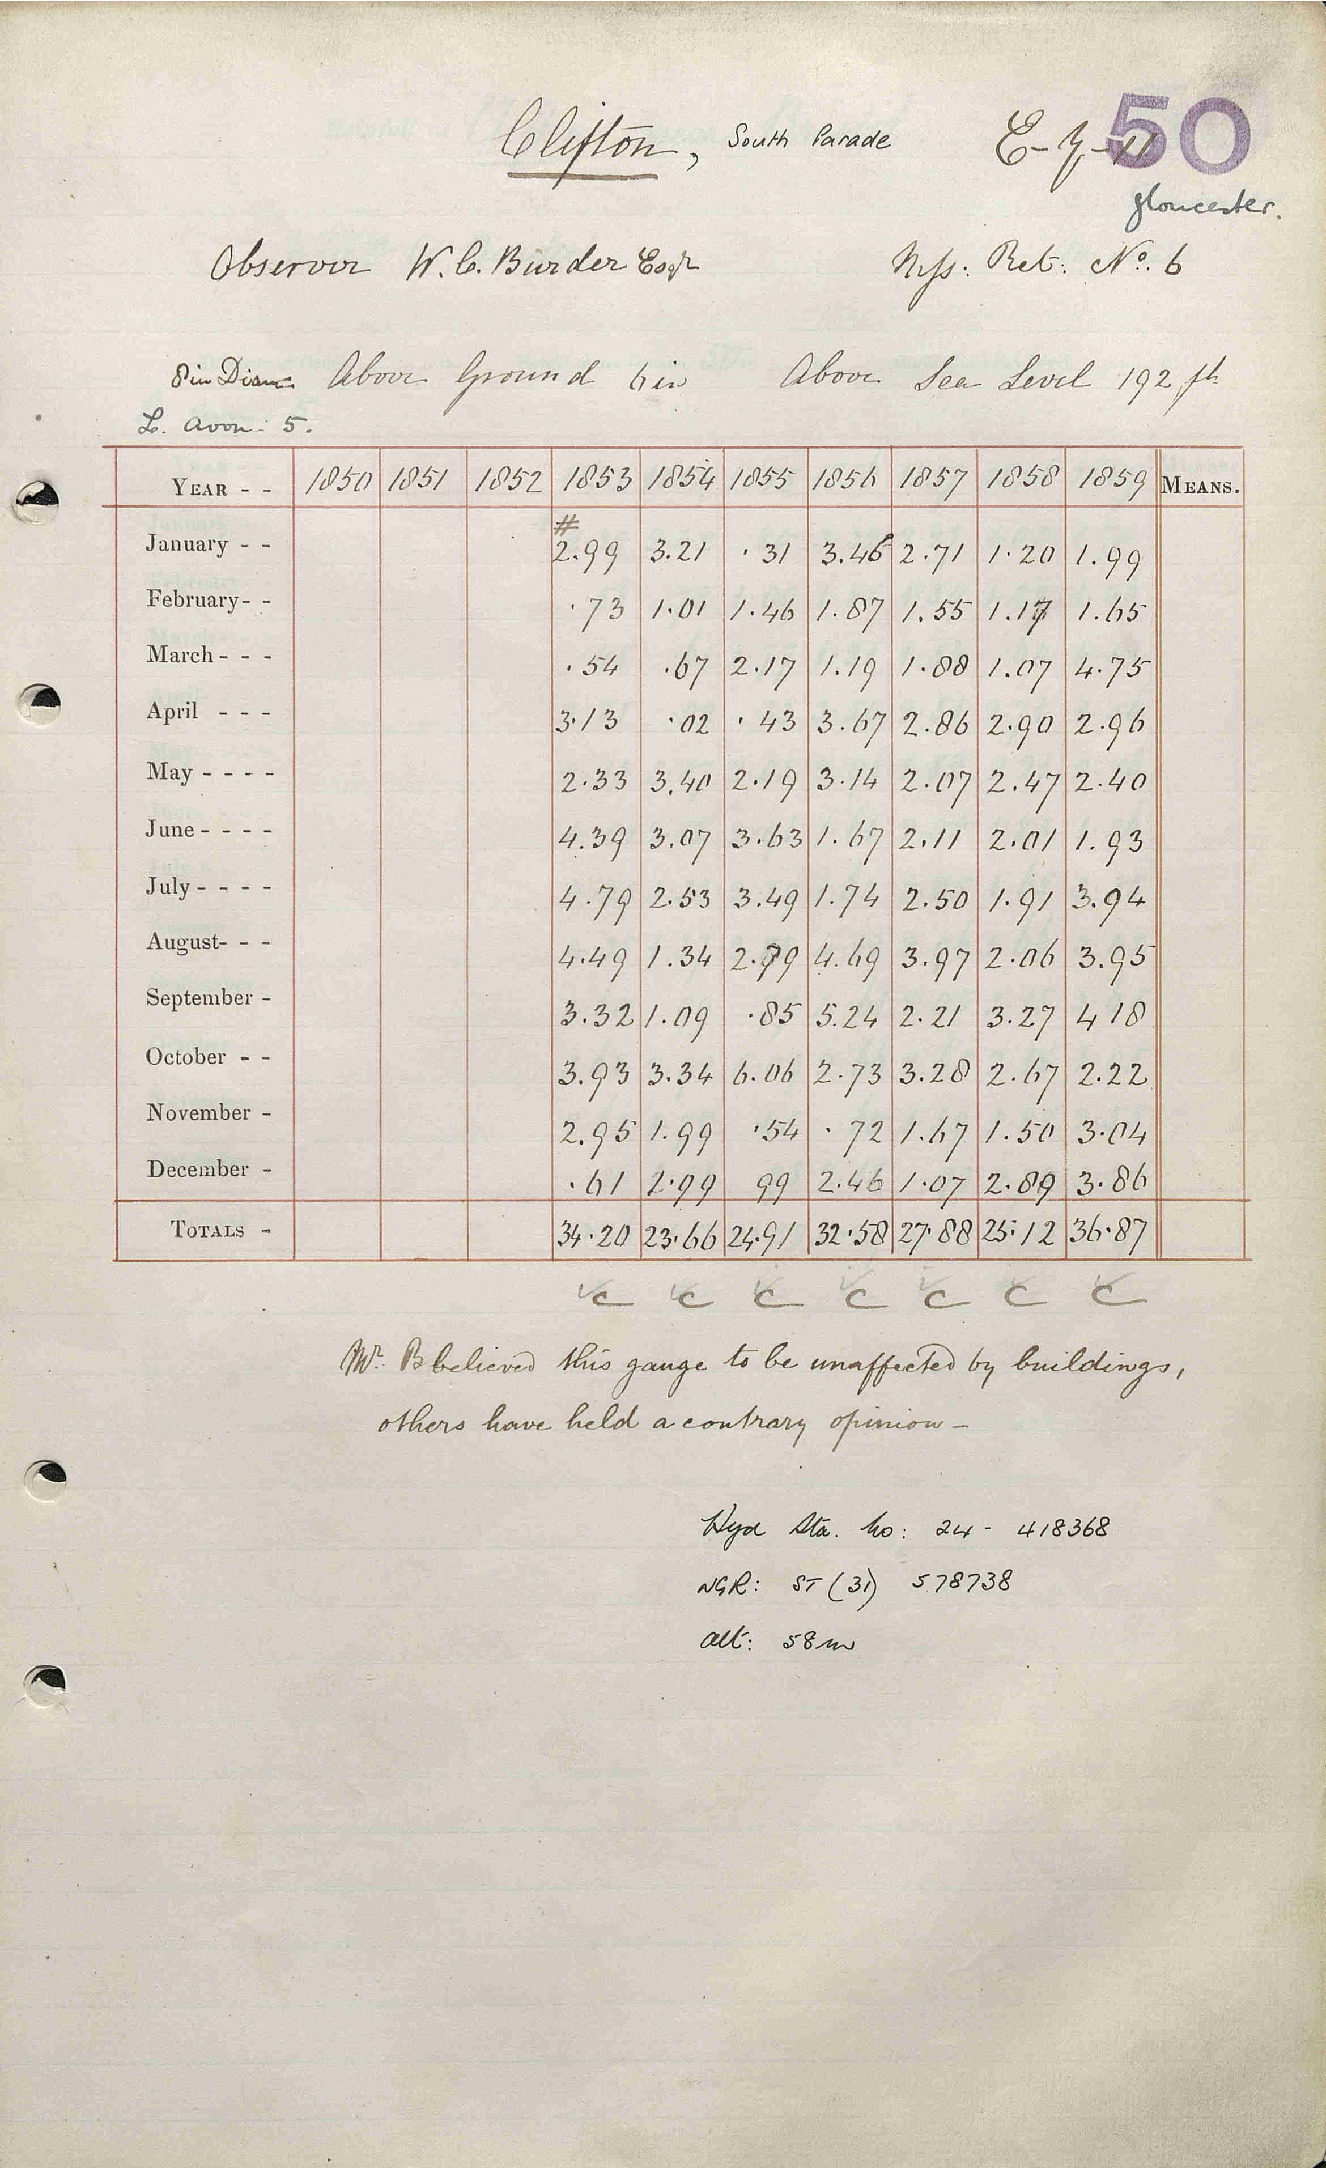 50
Clifton, South Parade
Gloucester.
Observer W. C. Burder Esqr Mss. Ret: No. 6
8 in Diam Above Ground 6 in Above Sea Level 192 ft
L. Avon: 5.
YEAR - - 1850 1851 1852 1853 1854 1855 1856 1857 1858 1859 MEANS.
#
January - - 2.99 3.21 .31 3.46 2.71 1.20 1.99
February- - .73 1.01 1.46 1.87 1.55 1.17 1.65
March - - - .54 .67 2.17 1.19 1.88 1.07 4.75
April - - - 3.13 .02 .43 3.67 2.86 2.90 2.96
May - - - - 2.33 3.40 2.19 3.14 2.07 2.47 2.40
June - - - - 4.39 3.07 3.63 1.67 2.11 2.01 1.93
July - - - - 4.79 2.53 3.49 1.74 2.50 1.91 3.94
August- - - 4.49 1.34 2.79 4.69 3.97 2.06 3.95
September - 3.32 1.09 .85 5.24 2.21 3.27 4 18
October - - 3.93 3.34 6.06 2.73 3.28 2.67 2.22
November - 2.95 1.99 .54 .72 1.67 1.50 3.04
December - .61 1.99 99 2.46 1.07 2.89 3.86
TOTALS - 34.20 23.66 24.91 32.58 27.88 25.12 36.87
C C C C C C C
Mr. B believed this gauge to be unaffected by buildings,
others have held a contrary opinion -
Hyd Sta. No: 24 - 418368
NGR: ST (31) 578738
Alt: 58m